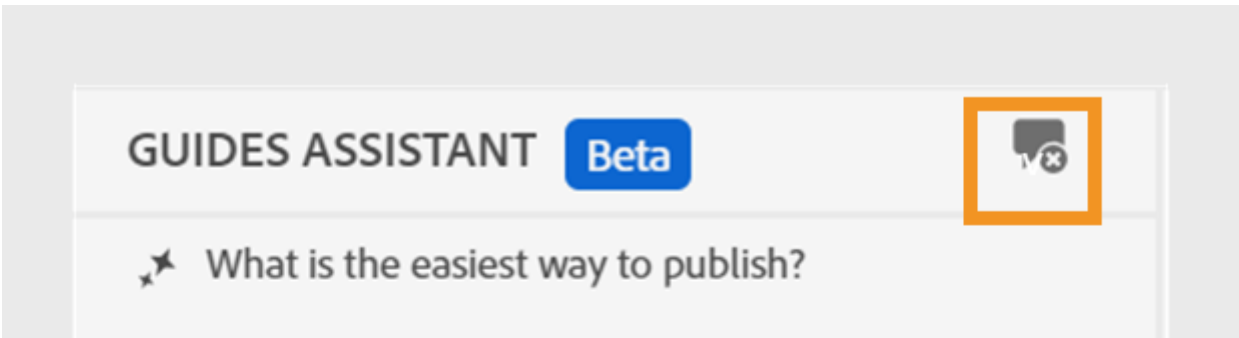 GUIDES ASSISTANT Beta
What is the easiest way to publish?